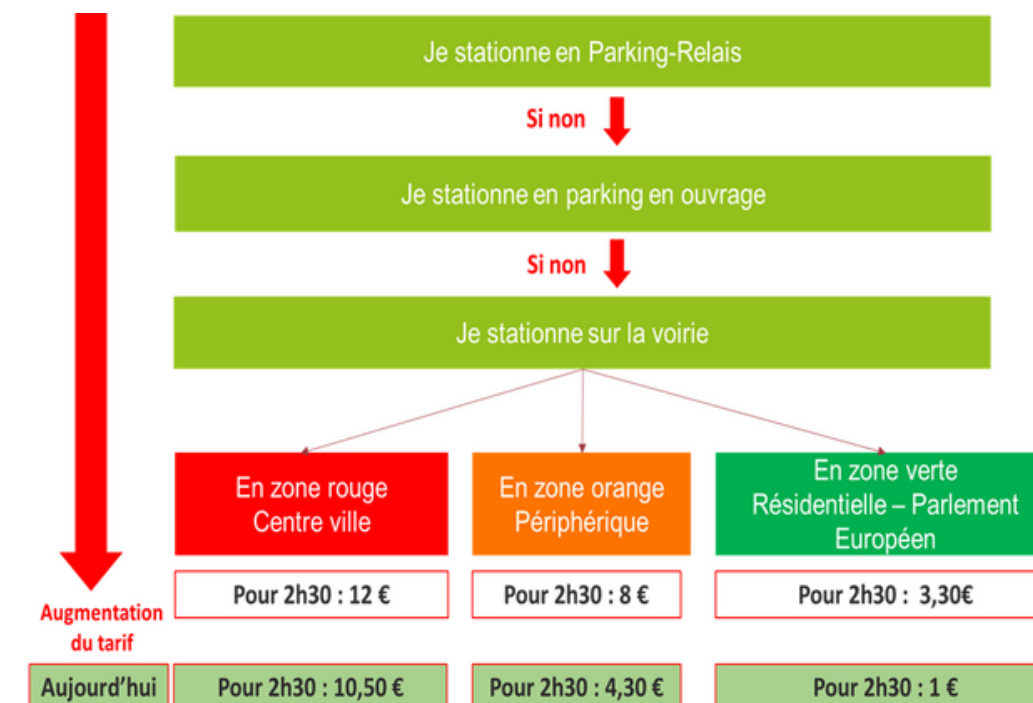 Je stationne en Parking-Relais
Si non
Je stationne en parking en ouvrage
Si non
Je stationne sur la voirie
En zone rouge
Centre ville
En zone orange
Périphérique
En zone verte
Résidentielle – Parlement
Européen
Pour 2h30 : 12 €
Pour 2h30 : 8 €
Pour 2h30 : 3,30€
Augmentation
du tarif
Aujourd'hui
Pour 2h30 : 10,50 €
Pour 2h30 : 4,30 €
Pour 2h30 : 1 €